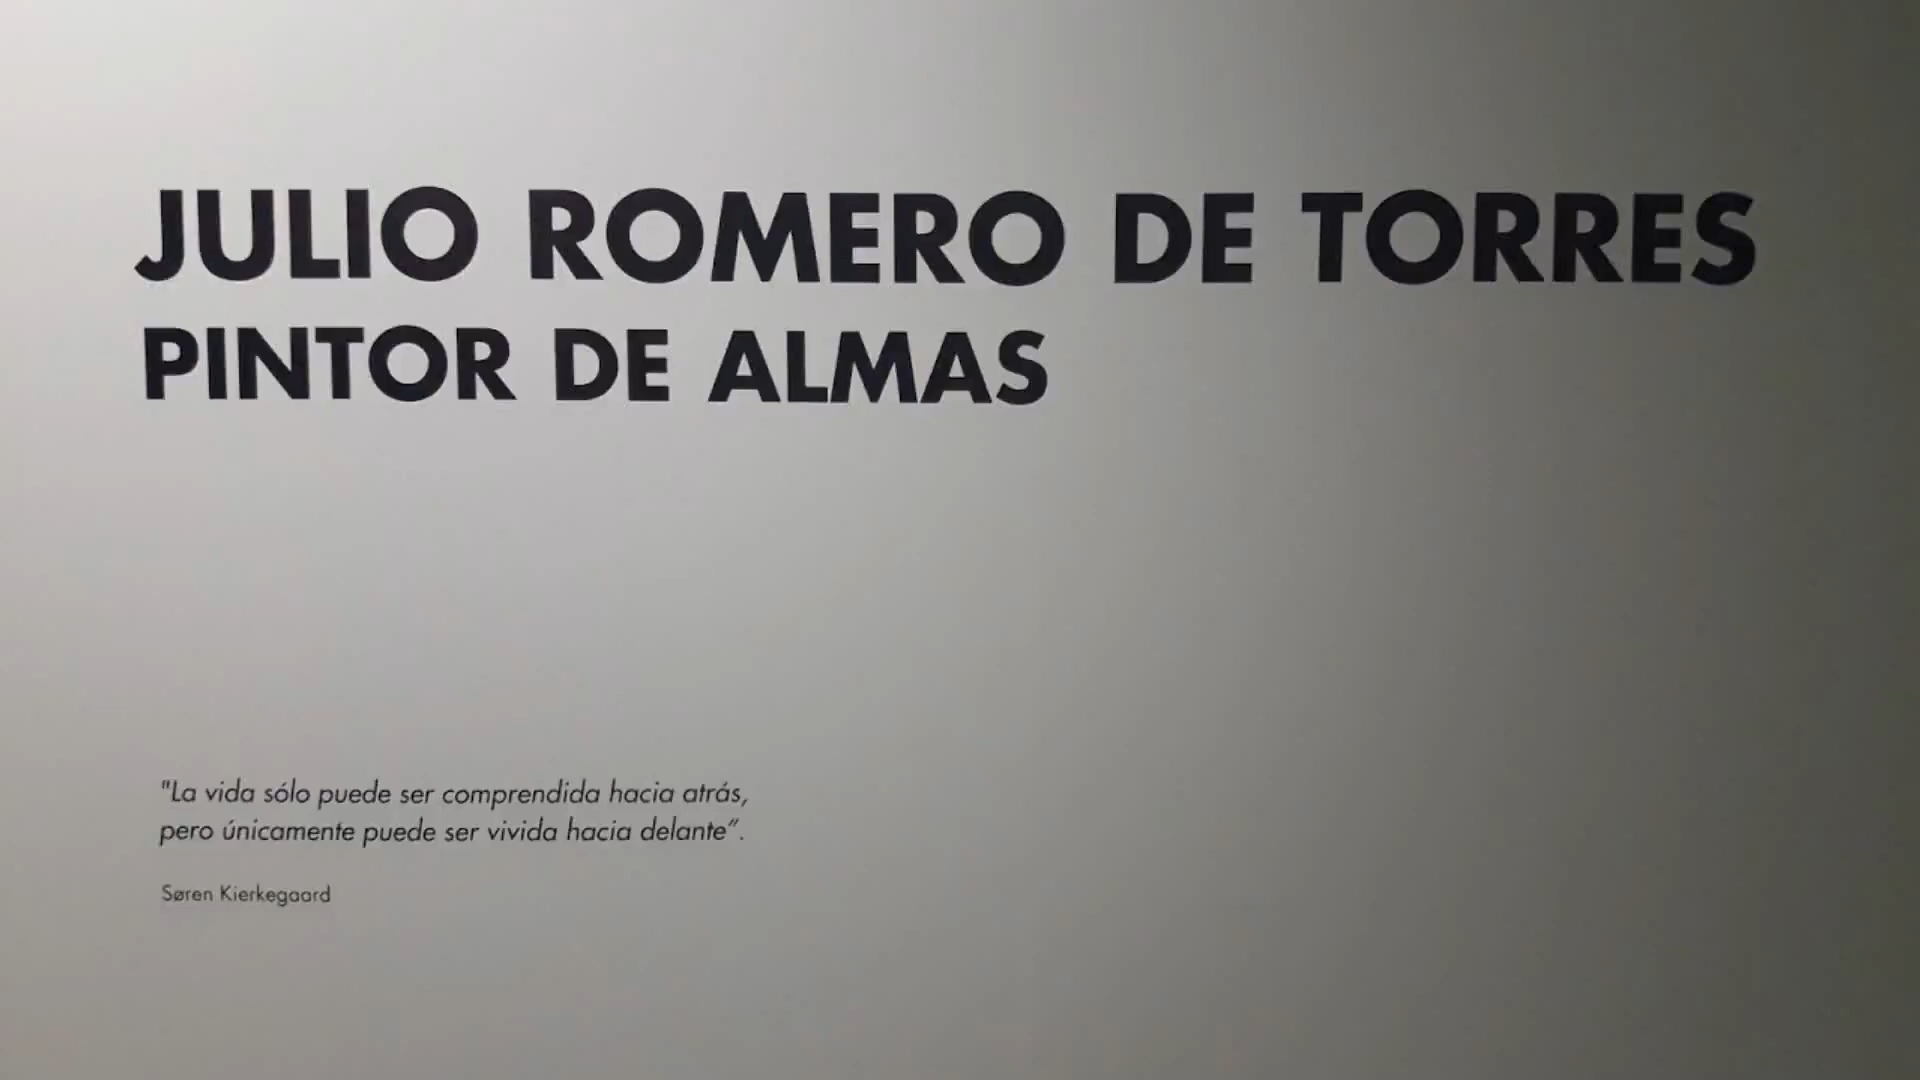 JULIO ROMERO DE TORRES
PINTOR DE ALMAS
"La vida sólo puede ser comprendida hacia atrás,
pero únicamente puede ser vivida hacia delante”.
Søren Kierkegaard